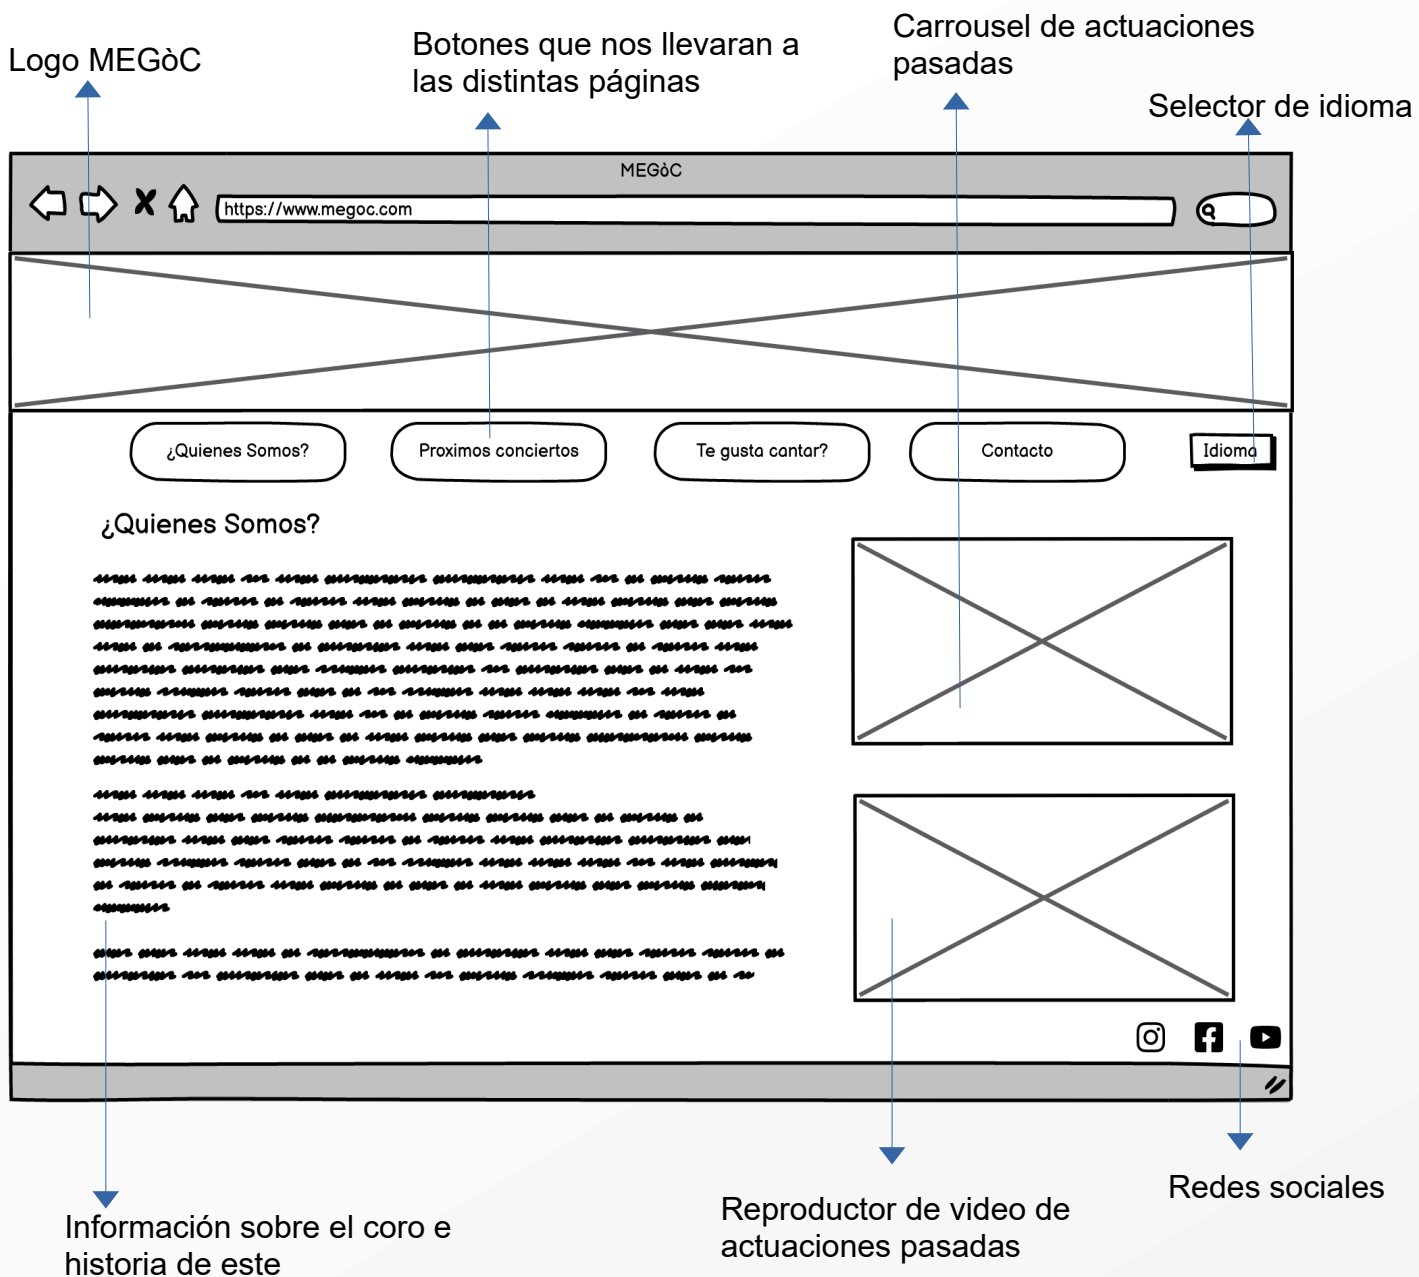 Logo MEGòC
Botones que nos llevaran a
las distintas páginas
Carrousel de actuaciones
pasadas
Selector de idioma
MEGòC
https://www.megoc.com
¿Quienes Somos?
Proximos conciertos
Te gusta cantar?
Contacto
Idioma
¿Quienes Somos?
Información sobre el coro e
historia de este
Reproductor de video de
actuaciones pasadas
Redes sociales